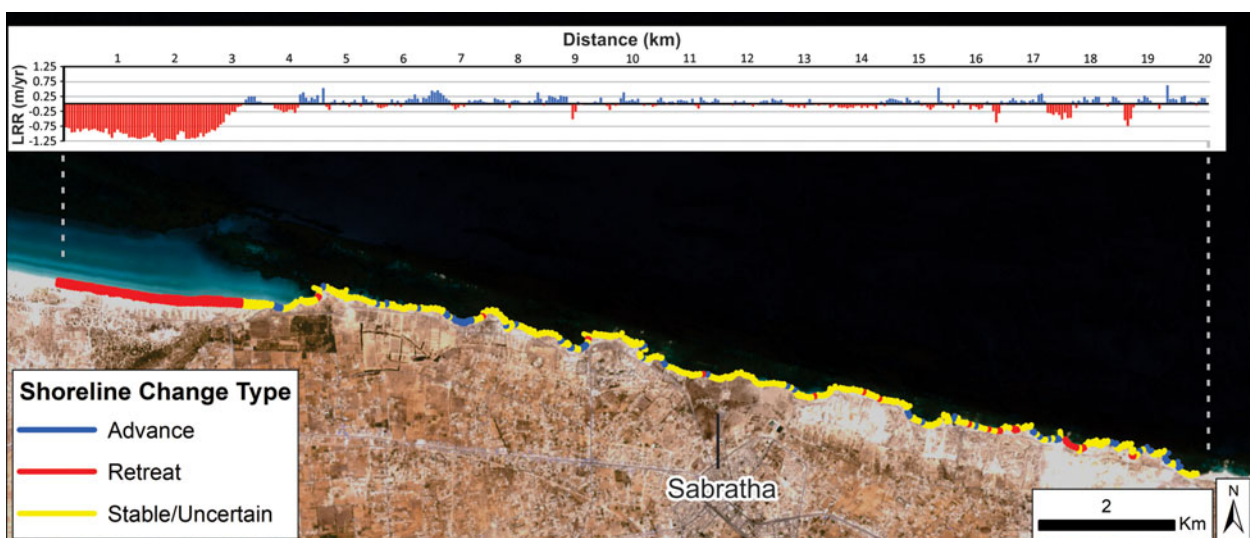 Distance (km)
1 2 3 4 5 6 7 8 9 10 11 12 13 14 15 16 17 18 19 20
LRR (m/yr)
1.25
0.75
0.25
-0.25
-0.75
-1.25
Shoreline Change Type
Advance
Retreat
Stable/Uncertain
Sabratha
2
Km
N